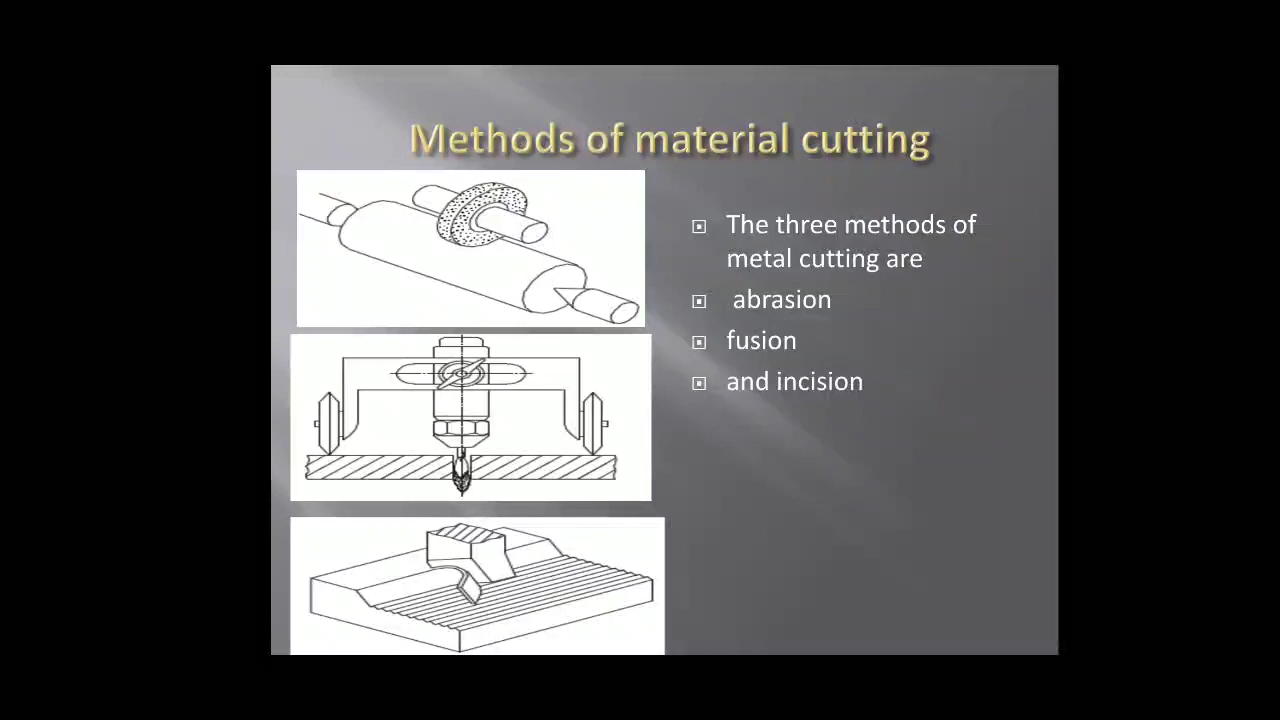 Methods of material cutting
The three methods of
metal cutting are
abrasion
fusion
and incision